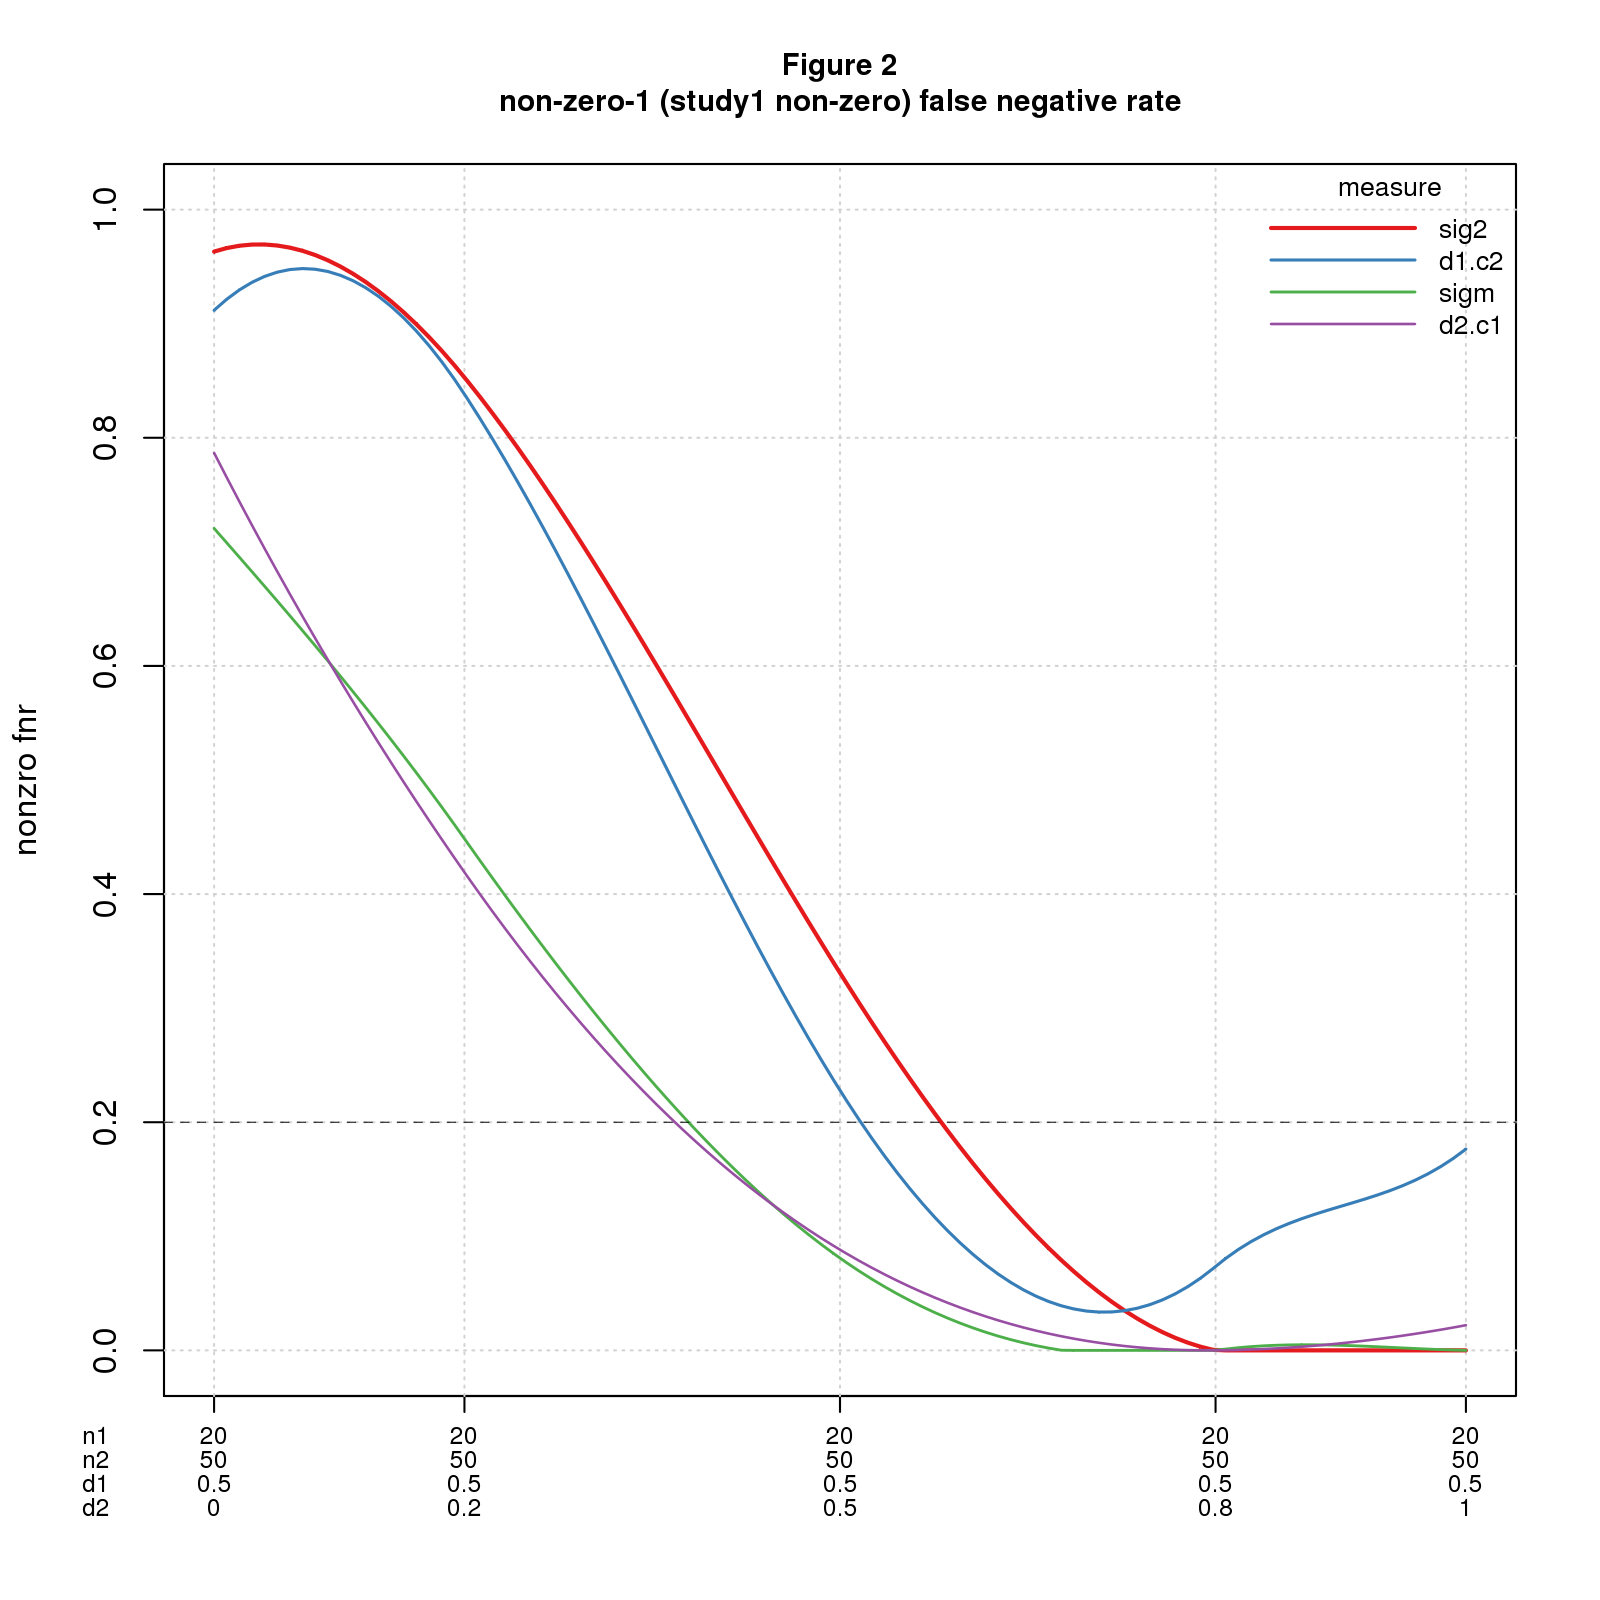 Figure 2
non-zero-1 (study1 non-zero) false negative rate
measure
sig2
d1.c2
sigm
d2.c1
nonzro fnr
1.0
0.8
0.6
0.4
0.2
0.0
n1 20 20 20 20 20
n2 50 50 50 50 50
d1 0.5 0.5 0.5 0.5 0.5
d2 0 0.2 0.5 0.8 1